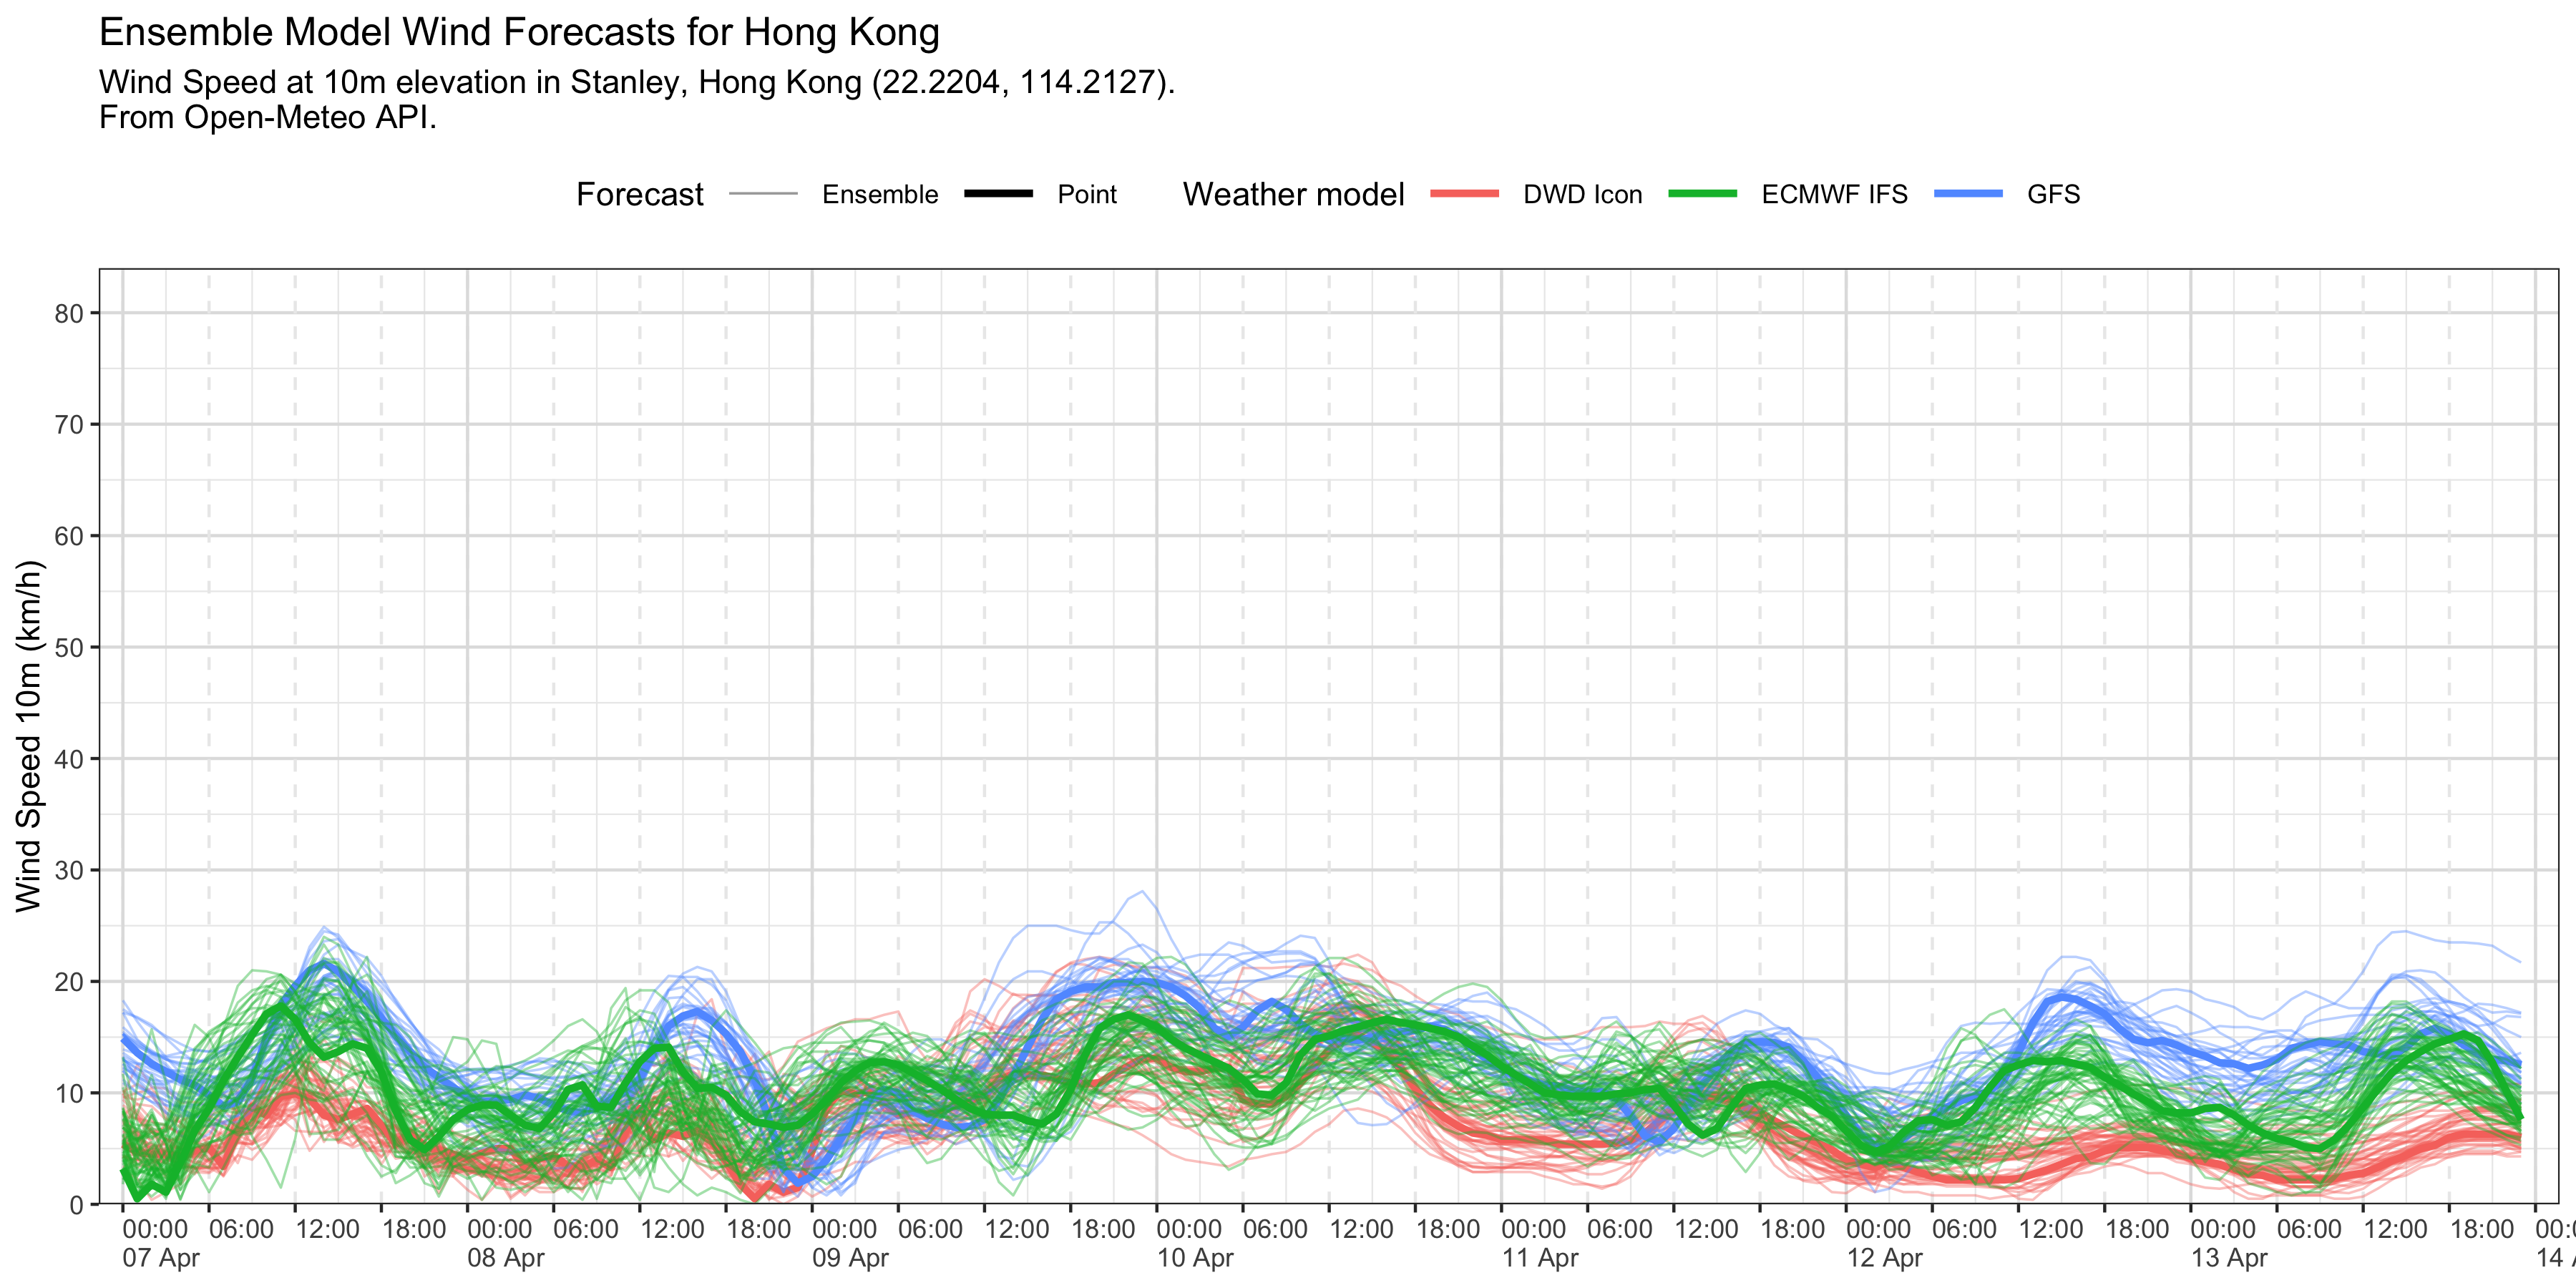 Ensemble Model Wind Forecasts for Hong Kong
Wind Speed at 10m elevation in Stanley, Hong Kong (22.2204, 114.2127).
From Open-Meteo API.
Forecast Ensemble Point Weather model DWD Icon ECMWF IFS GFS
Wind Speed 10m (km/h)
80
70
60
50
40
30
20
10
0
00:00 06:00 12:00 18:00 00:00 06:00 12:00 18:00 00:00 06:00 12:00 18:00 00:00 06:00 12:00 18:00 00:00 06:00 12:00 18:00 00:00 06:00 12:00 18:00 00:00 06:00 12:00 18:00 00:0
07 Apr 08 Apr 09 Apr 10 Apr 11 Apr 12 Apr 13 Apr 14 A